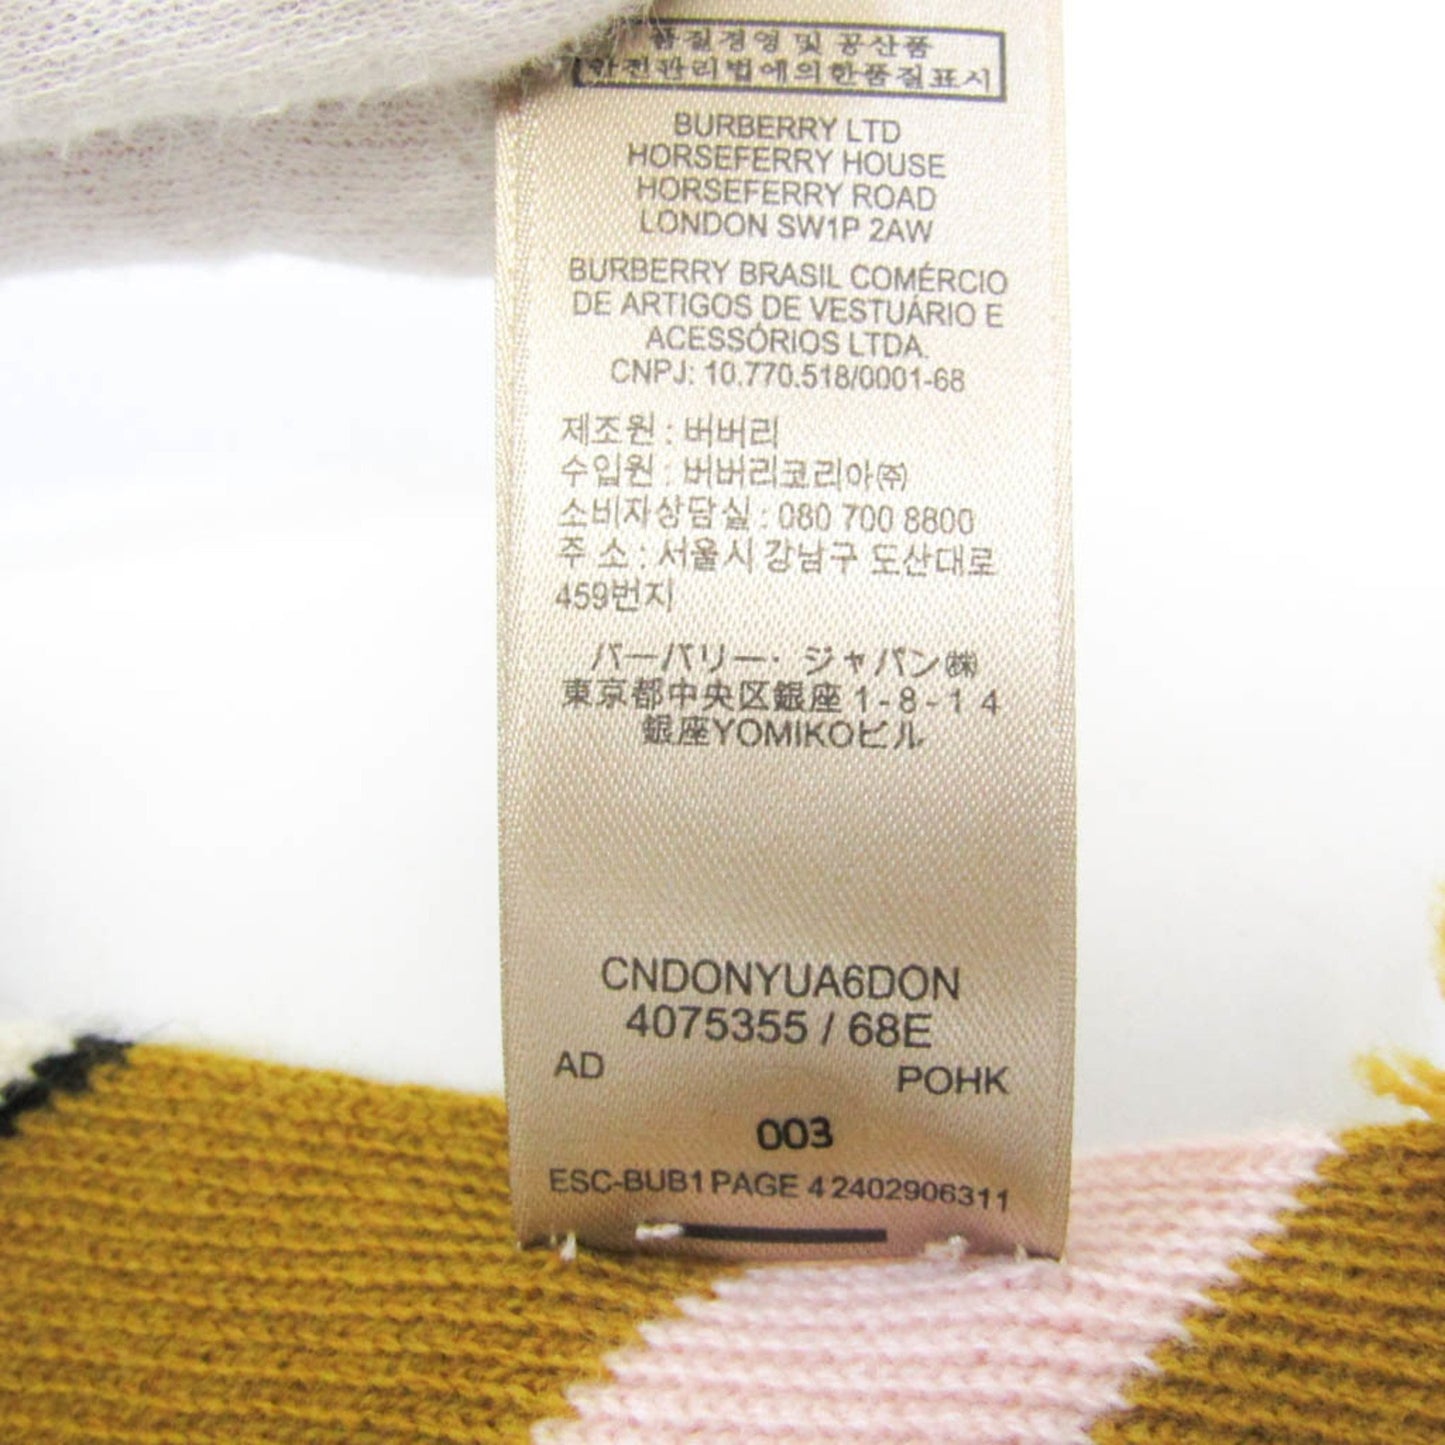 품질경영 및 공산품
안전관리법에의한품질표시
BURBERRY LTD
HORSEFERRY HOUSE
HORSEFERRY ROAD
LONDON SW1P 2AW
BURBERRY BRASIL COMÉRCIO
DE ARTIGOS DE VESTUÁRIO E
ACESSÓRIOS LTDA.
CNPJ: 10.770.518/0001-68
제조원 : 버버리
수입원 : 버버리코리아㈜
소비자상담실 : 080 700 8800
주 소 : 서울시 강남구 도산대로
459번지
バーバリー・ジャパン㈱
東京都中央区銀座 1-8-1 4
銀座YOMIKOビル
CNDONYUA6DON
4075355 / 68E
AD POHK
003
ESC-BUB1 PAGE 4 2402906311